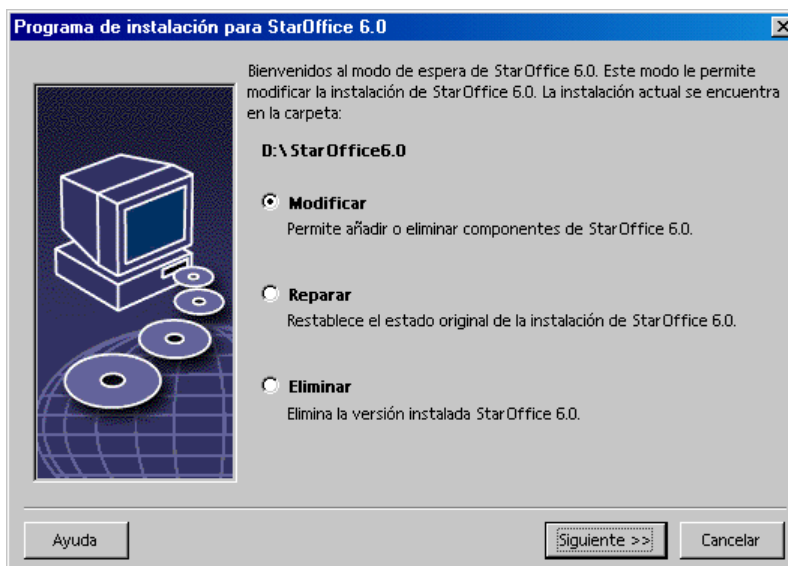 Programa de instalación para StarOffice 6.0
Bienvenidos al modo de espera de StarOffice 6.0. Este modo le permite
modificar la instalación de StarOffice 6.0. La instalación actual se encuentra
en la carpeta:
D:\StarOffice6.0
Modificar
Permite añadir o eliminar componentes de StarOffice 6.0.
Reparar
Restablece el estado original de la instalación de StarOffice 6.0.
Eliminar
Elimina la versión instalada StarOffice 6.0.
Ayuda
Siguiente >>
Cancelar